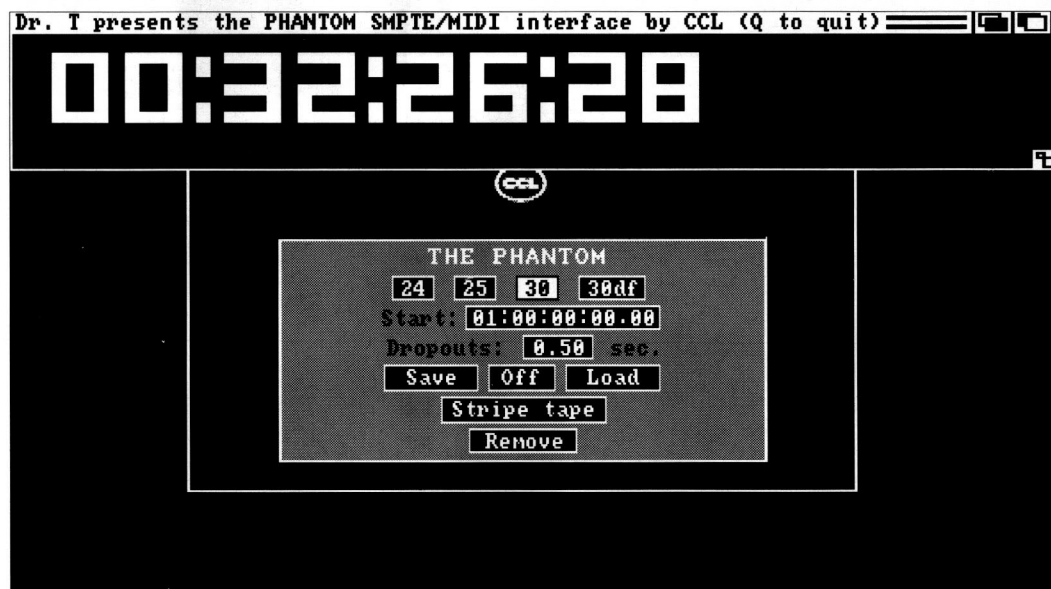 Dr. T presents the PHANTOM SMPTE/MIDI interface by CCL (Q to quit)
00:32:26:28
CCL
THE PHANTOM
24 25 30 30df
Start: 01:00:00:00.00
Dropouts: 0.50 sec.
Save Off Load
Stripe tape
Remove